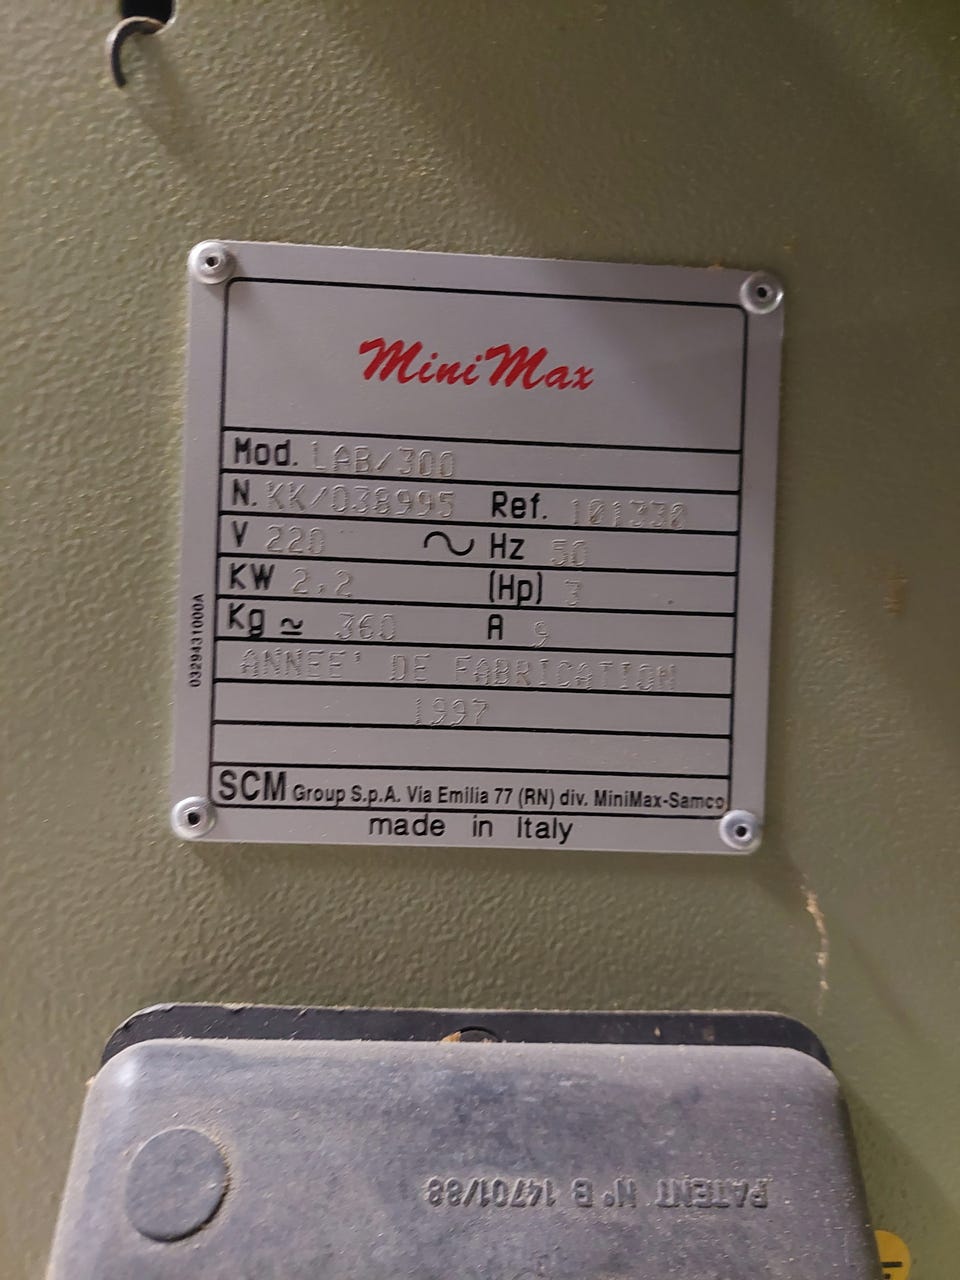 MiniMax
Mod. LAB/300
N. KK/038995 Ref. 101330
V 220 ~ Hz 50
KW 2,2 (Hp) 3
Kg ≃ 360 A 9
ANNEE' DE FABRICATION
1997
SCM Group S.p.A. Via Emilia 77 (RN) div. MiniMax-Samco
made in Italy
0329431000A
PATENT N° B 14701/88